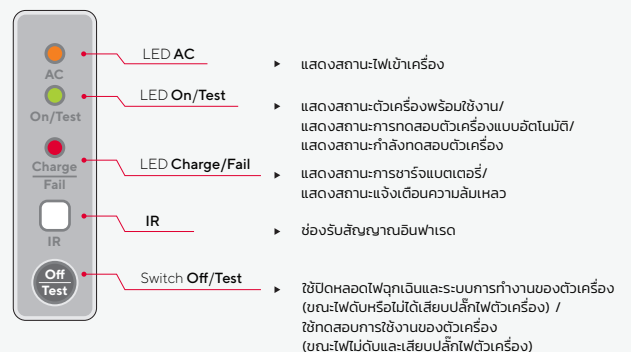 LED AC
▸ แสดงสถานะไฟเข้าเครื่อง
AC
LED On/Test
▸ แสดงสถานะตัวเครื่องพร้อมใช้งาน/
แสดงสถานะการทดสอบตัวเครื่องแบบอัตโนมัติ/
แสดงสถานะกำลังทดสอบตัวเครื่อง
On/Test
LED Charge/Fail
▸ แสดงสถานะการชาร์จแบตเตอรี่/
แสดงสถานะแจ้งเตือนความล้มเหลว
Charge
Fail
IR
▸ ช่องรับสัญญาณอินฟาเรด
IR
Switch Off/Test
▸ ใช้ปิดหลอดไฟฉุกเฉินและระบบการทำงานของตัวเครื่อง
(ขณะไฟดับหรือไม่ได้เสียบปลั๊กไฟตัวเครื่อง) /
ใช้ทดสอบการใช้งานของตัวเครื่อง
(ขณะไฟไม่ดับและเสียบปลั๊กไฟตัวเครื่อง)
Off
Test